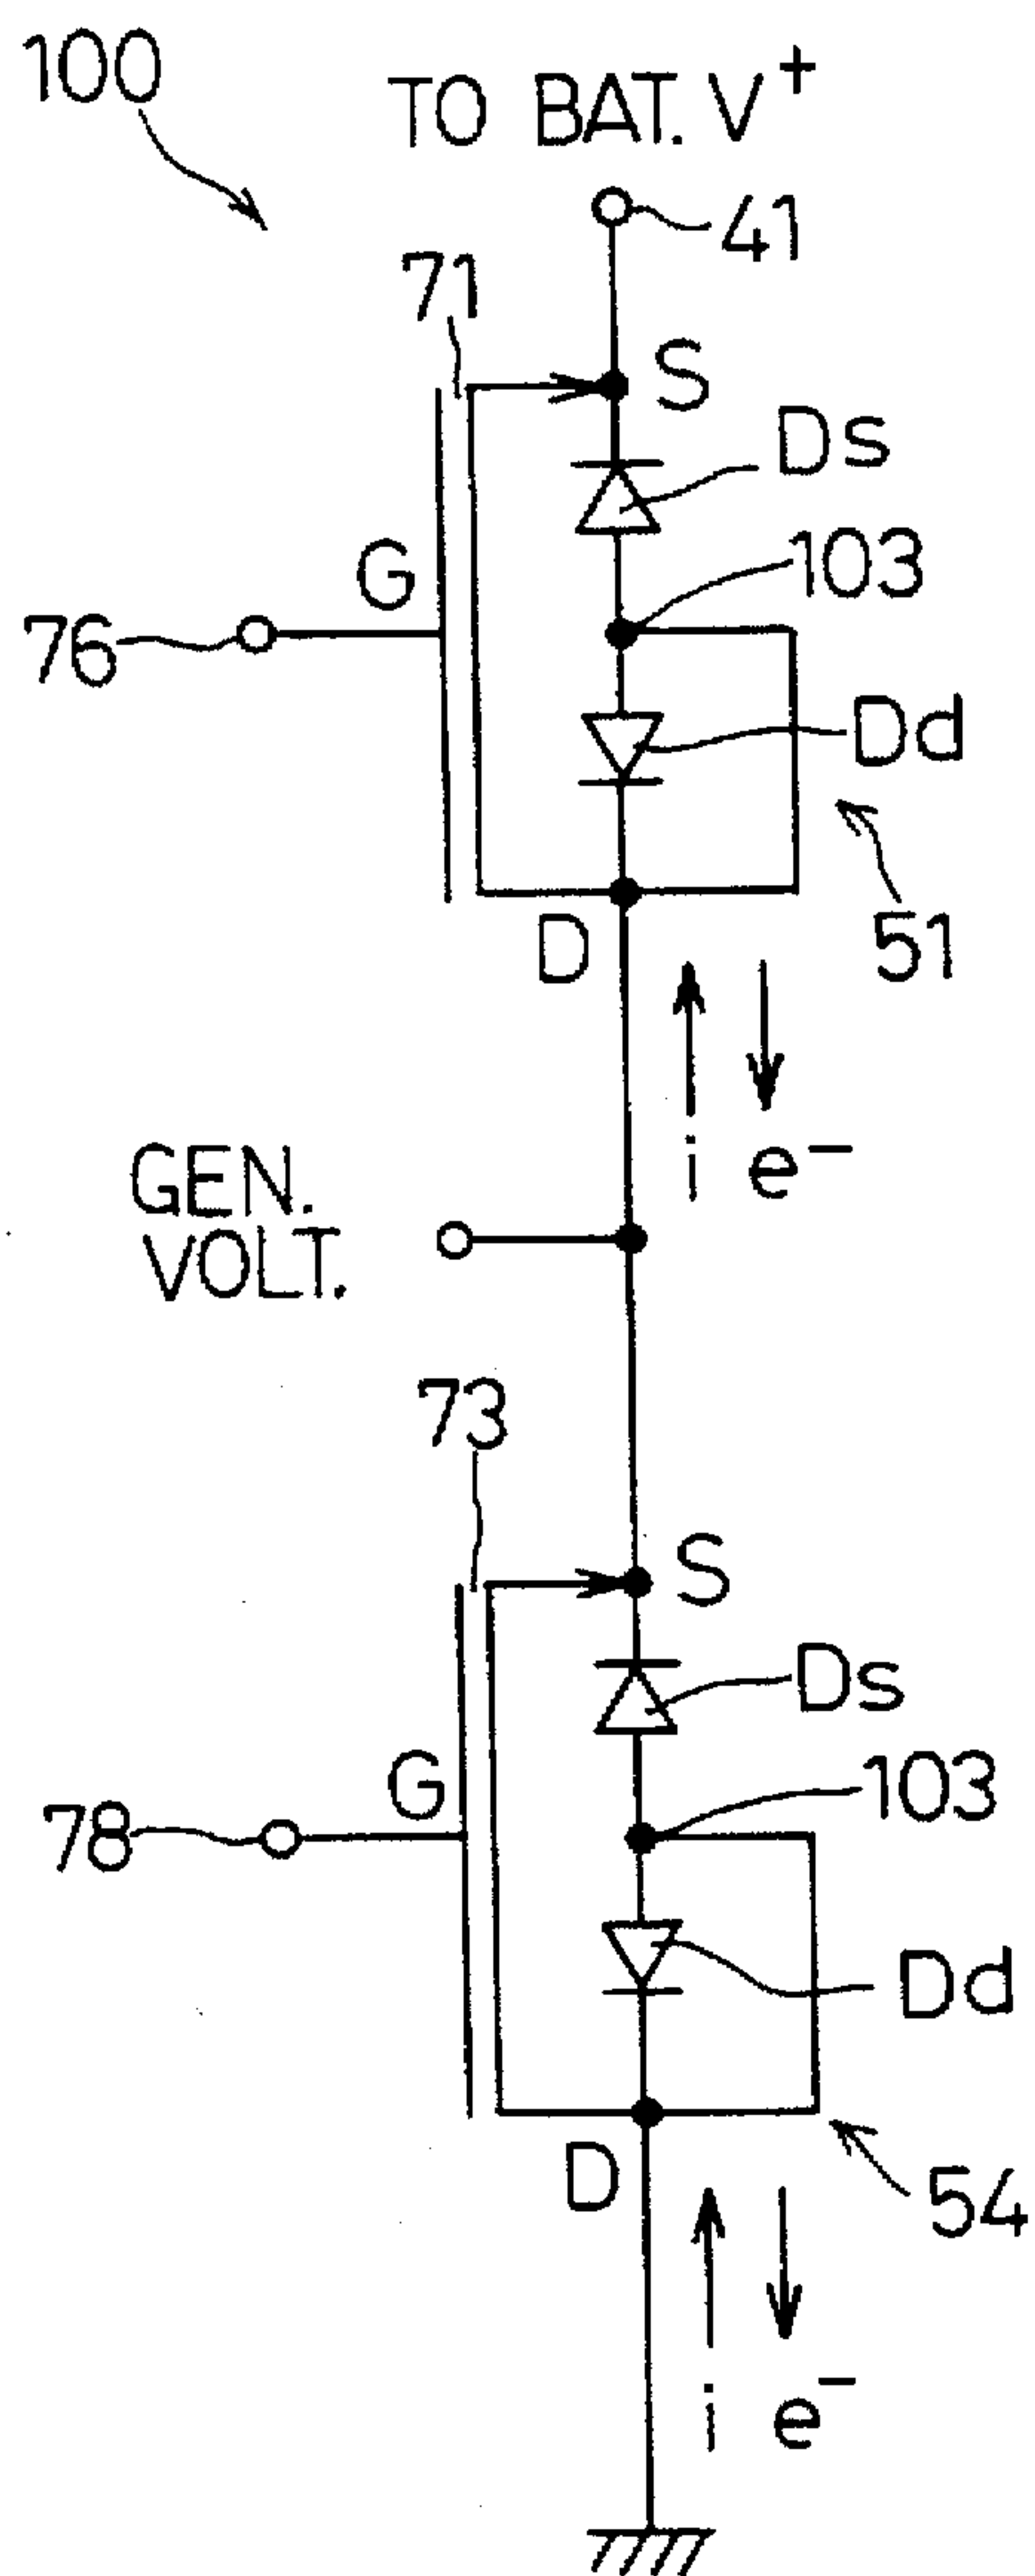 100
TO BAT. V+
41
71
S
Ds
G
103
76
Dd
51
D
i e−
GEN.
VOLT.
73
S
Ds
G
103
78
Dd
D
54
i e−